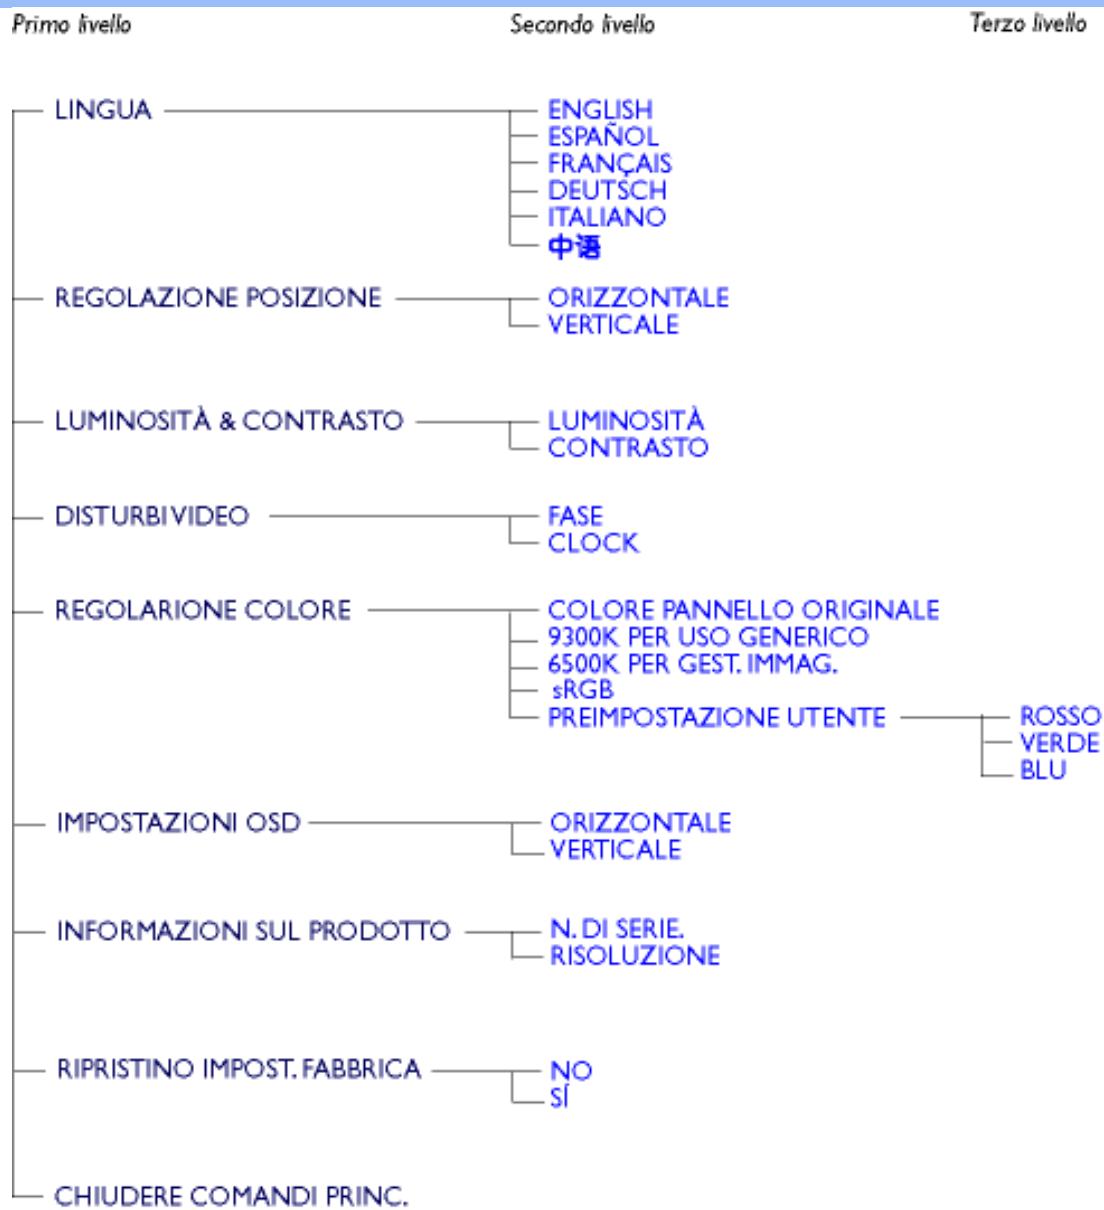 Primo livello Secondo livello Terzo livello
LINGUA ENGLISH
ESPAÑOL
FRANÇAIS
DEUTSCH
ITALIANO
中语
REGOLAZIONE POSIZIONE ORIZZONTALE
VERTICALE
LUMINOSITÀ & CONTRASTO LUMINOSITÀ
CONTRASTO
DISTURBI VIDEO FASE
CLOCK
REGOLARIONE COLORE COLORE PANNELLO ORIGINALE
9300K PER USO GENERICO
6500K PER GEST. IMMAG.
sRGB
PREIMPOSTAZIONE UTENTE ROSSO
VERDE
BLU
IMPOSTAZIONI OSD ORIZZONTALE
VERTICALE
INFORMAZIONI SUL PRODOTTO N. DI SERIE.
RISOLUZIONE
RIPRISTINO IMPOST. FABBRICA NO
SÍ
CHIUDERE COMANDI PRINC.